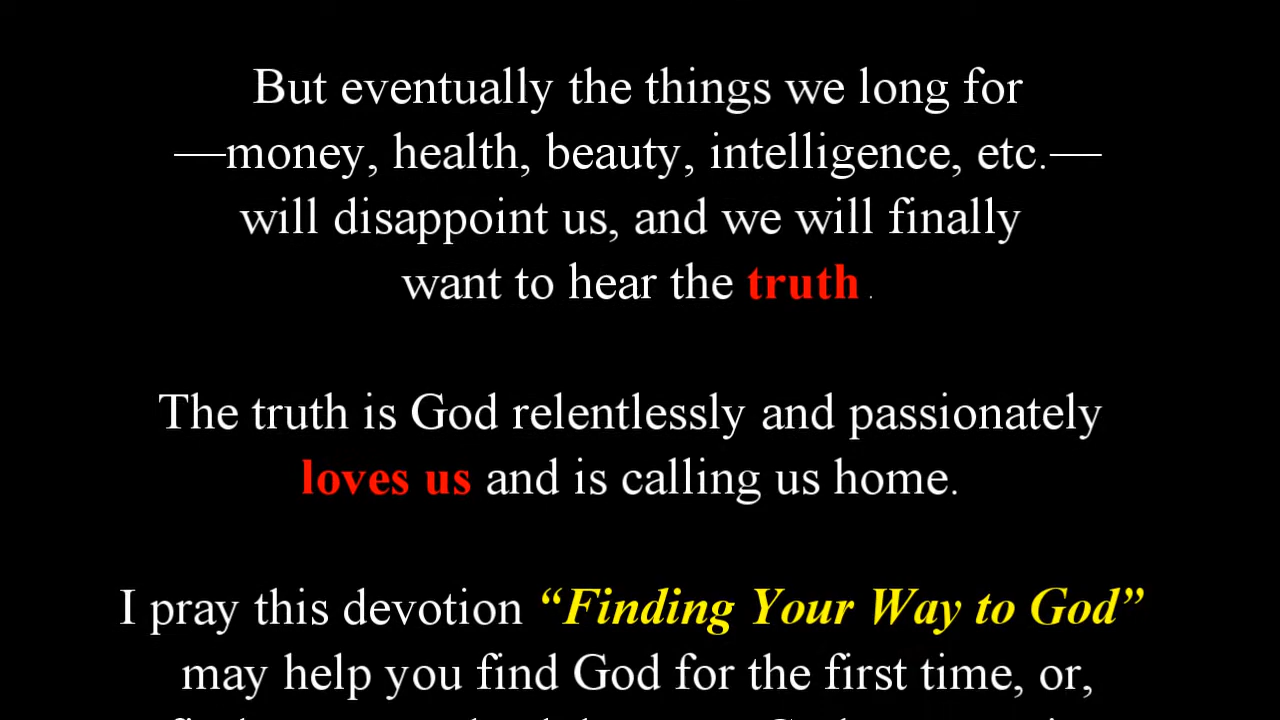 But eventually the things we long for
—money, health, beauty, intelligence, etc.—
will disappoint us, and we will finally
want to hear the truth .
The truth is God relentlessly and passionately
loves us and is calling us home.
I pray this devotion “Finding Your Way to God”
may help you find God for the first time, or,